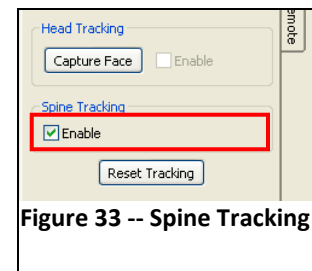 Head Tracking
Capture Face Enable
Spine Tracking
Enable
Reset Tracking
Figure 33 -- Spine Tracking